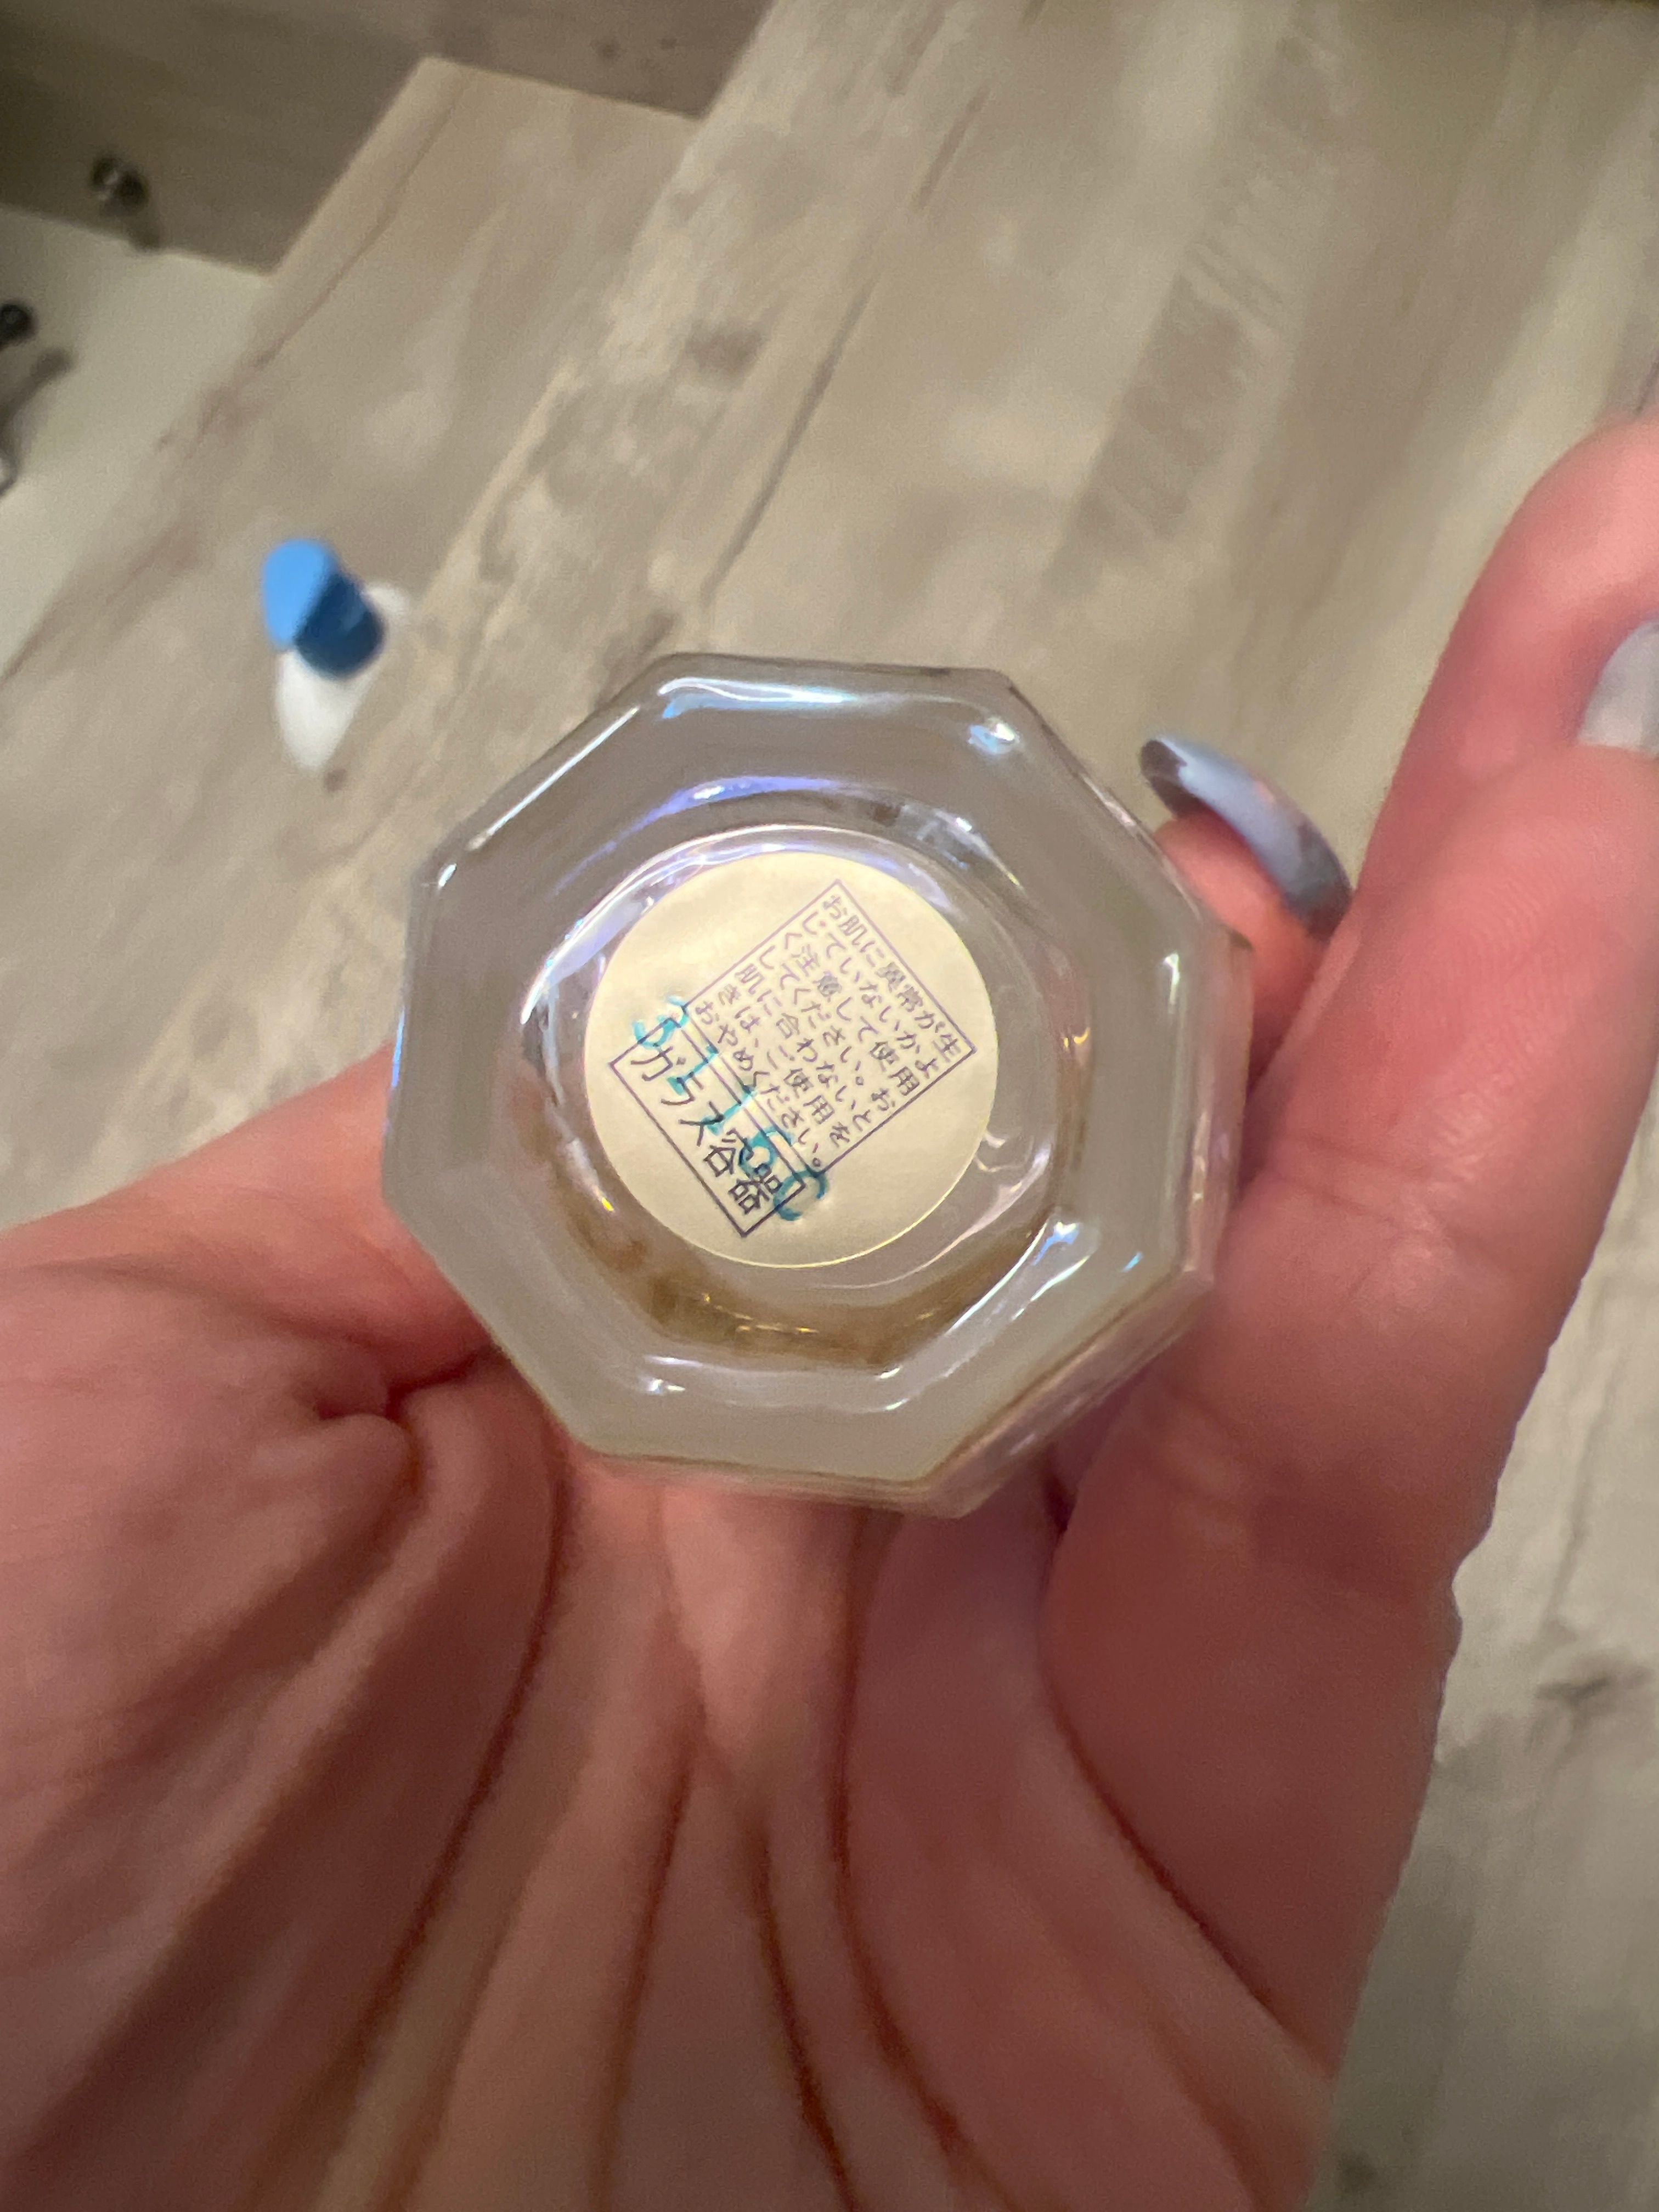 お肌に異常が生
じていないかよ
く注意して使用
してください。お
肌に合わないと
きは、ご使用を
おやめください。
ガラス容器